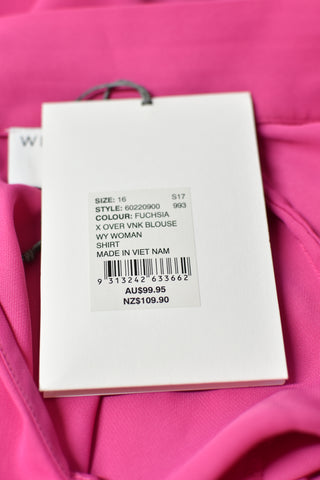 SIZE: 16 S17
STYLE: 60220900 993
COLOUR: FUCHSIA
X OVER VNK BLOUSE
WY WOMAN
SHIRT
MADE IN VIET NAM
9 313242 633662
AU$99.95
NZ$109.90